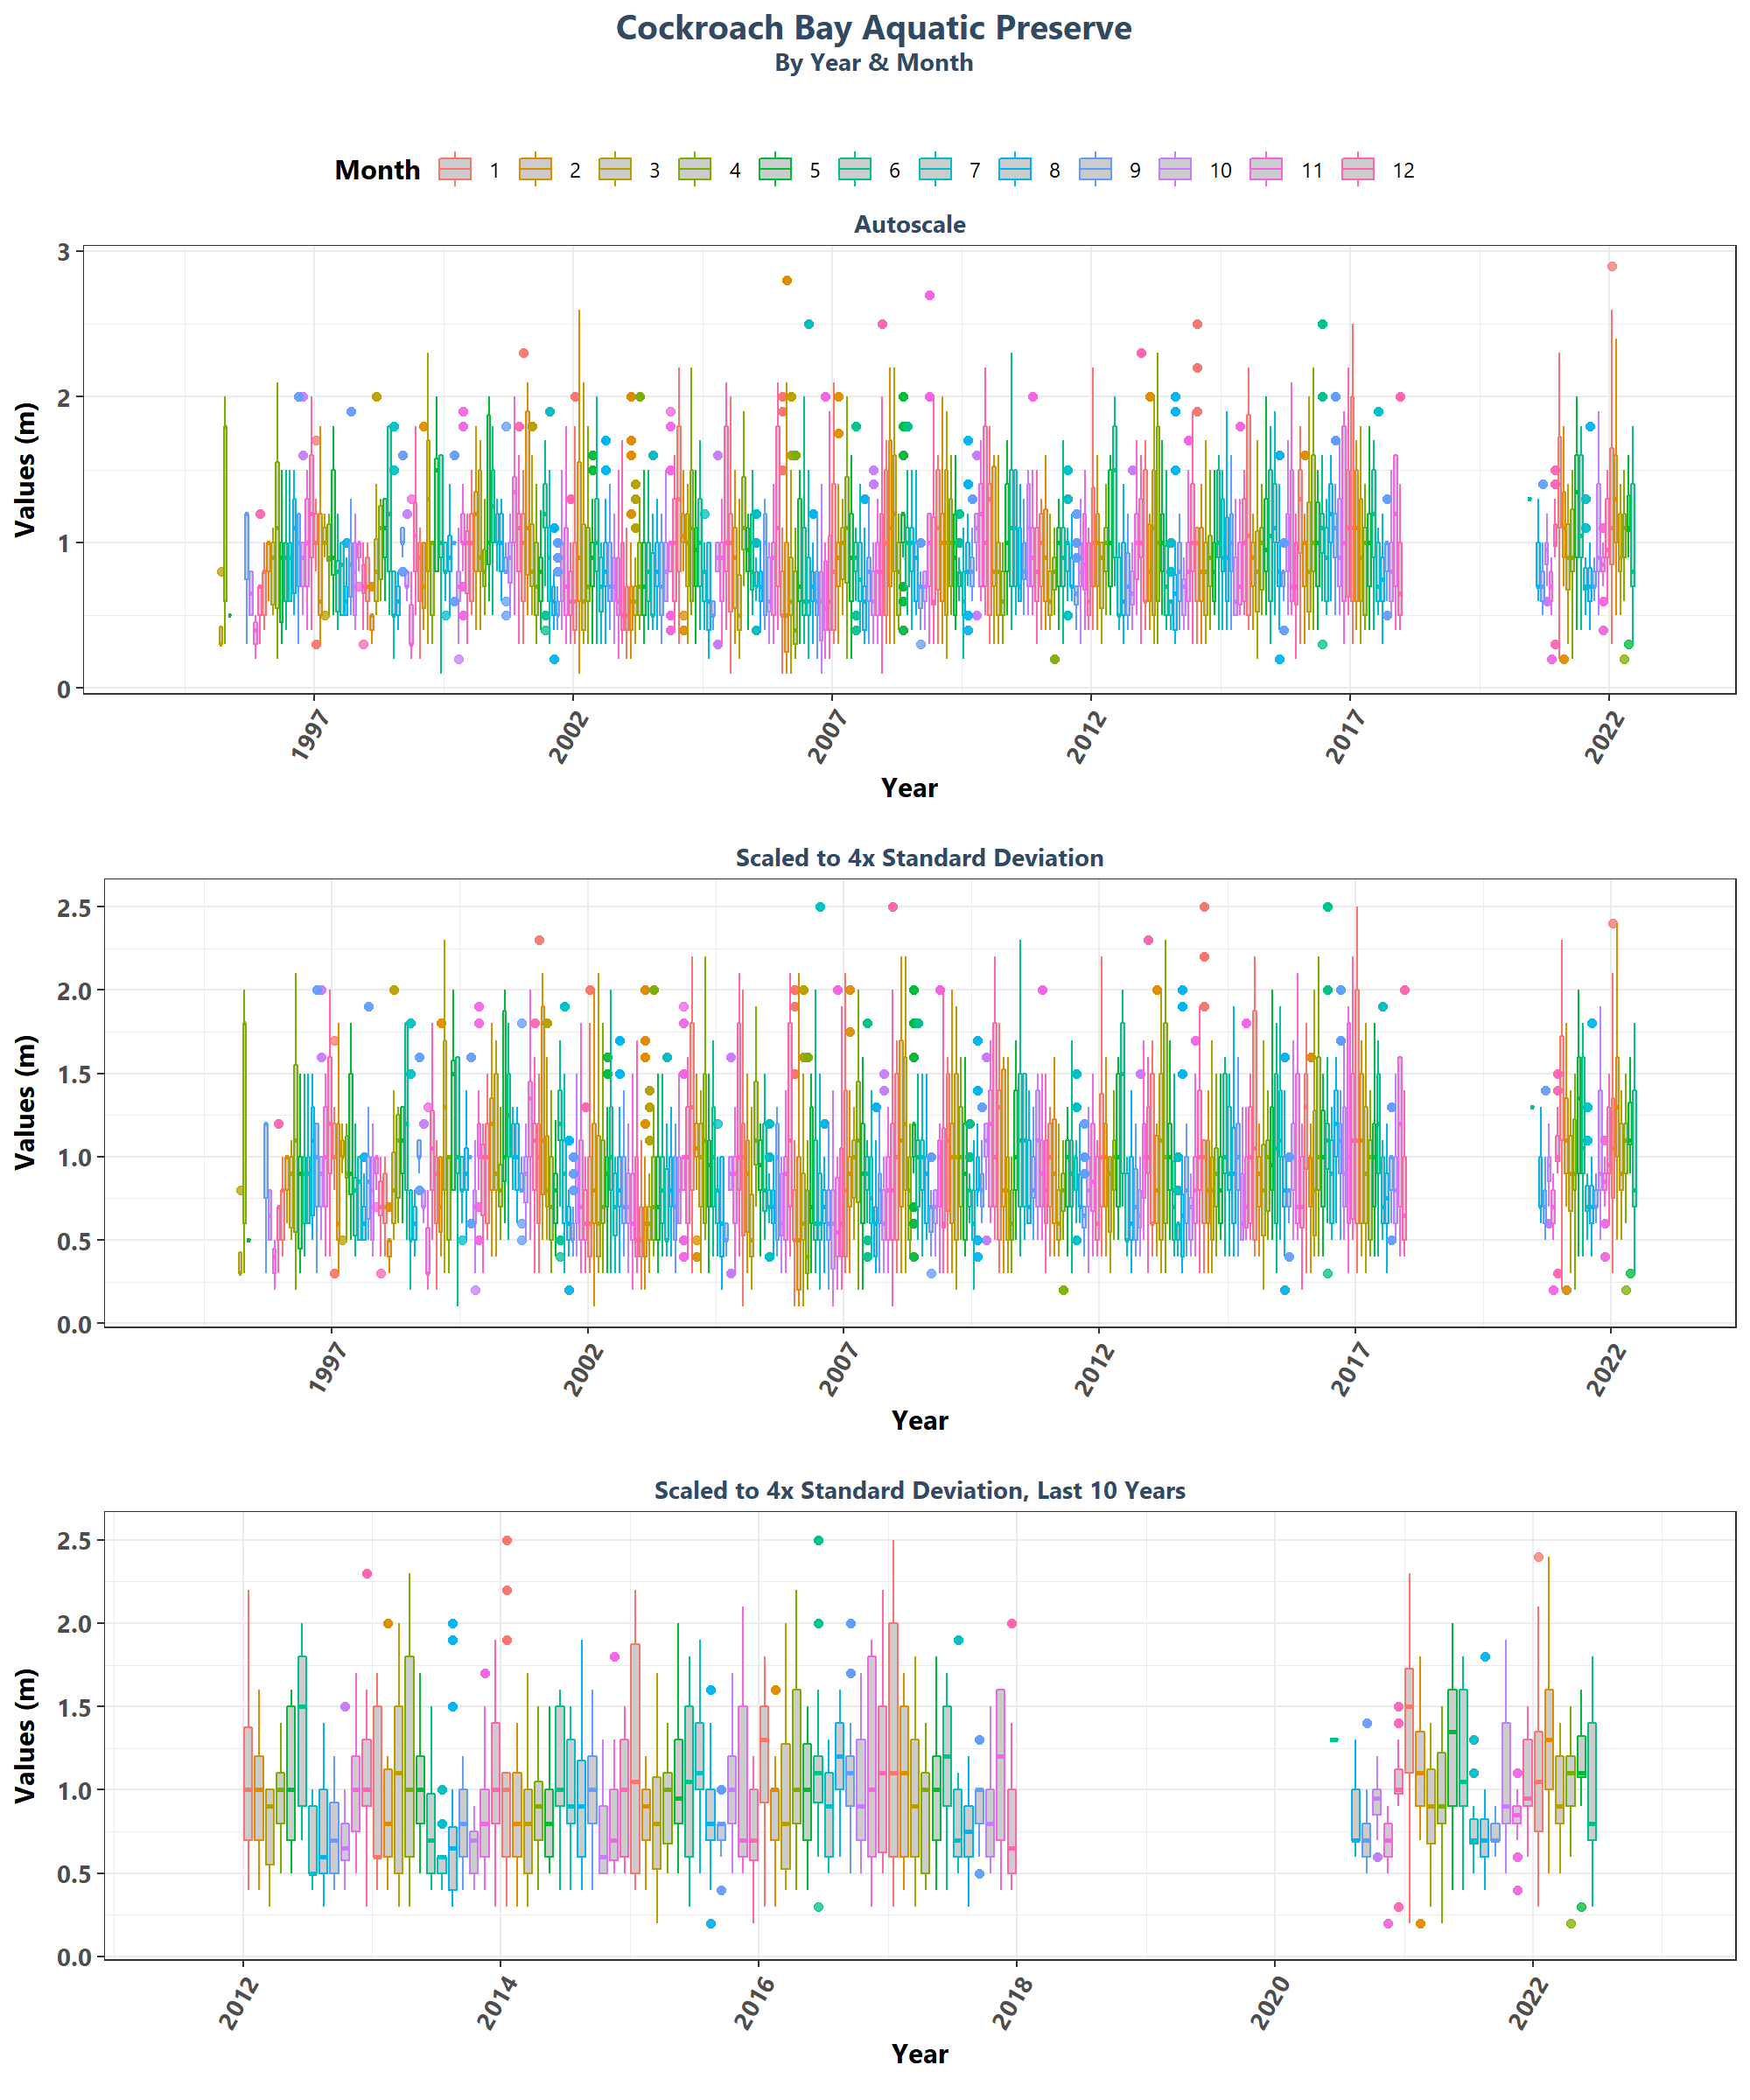 Cockroach Bay Aquatic Preserve
By Year & Month
Month 1 2 3 4 5 6 7 8 9 10 11 12
Autoscale
Values (m)
3
2
1
0
1997 2002 2007 2012 2017 2022
Year
Scaled to 4x Standard Deviation
Values (m)
2.5
2.0
1.5
1.0
0.5
0.0
1997 2002 2007 2012 2017 2022
Year
Scaled to 4x Standard Deviation, Last 10 Years
Values (m)
2.5
2.0
1.5
1.0
0.5
0.0
2012 2014 2016 2018 2020 2022
Year